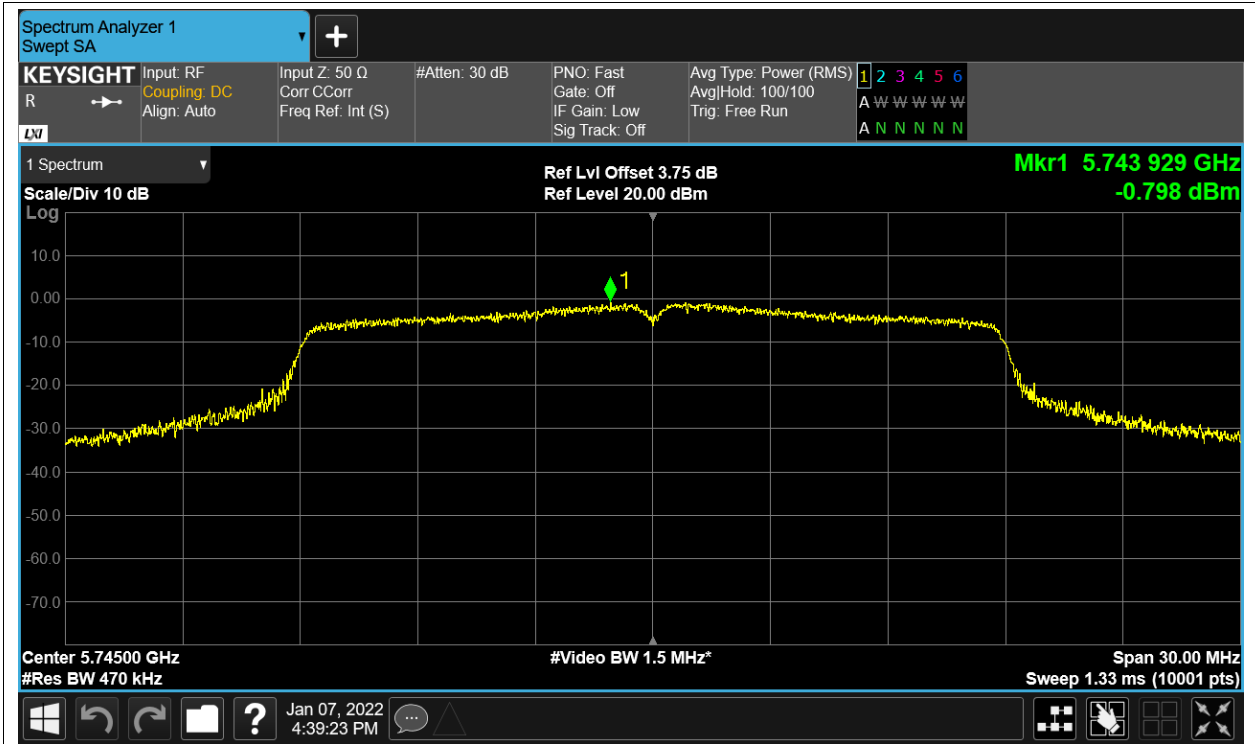 Spectrum Analyzer 1
Swept SA
KEYSIGHT
R
LXI
Input: RF
Coupling: DC
Align: Auto
Input Z: 50 Ω
Corr CCorr
Freq Ref: Int (S)
#Atten: 30 dB
PNO: Fast
Gate: Off
IF Gain: Low
Sig Track: Off
Avg Type: Power (RMS)
Avg|Hold: 100/100
Trig: Free Run
1 2 3 4 5 6
A W W W W W
A N N N N N
1 Spectrum
Scale/Div 10 dB
Log
Ref Lvl Offset 3.75 dB
Ref Level 20.00 dBm
Mkr1 5.743 929 GHz
-0.798 dBm
1
10.0
0.00
-10.0
-20.0
-30.0
-40.0
-50.0
-60.0
-70.0
Center 5.74500 GHz
#Res BW 470 kHz
#Video BW 1.5 MHz*
Span 30.00 MHz
Sweep 1.33 ms (10001 pts)
?
Jan 07, 2022
4:39:23 PM